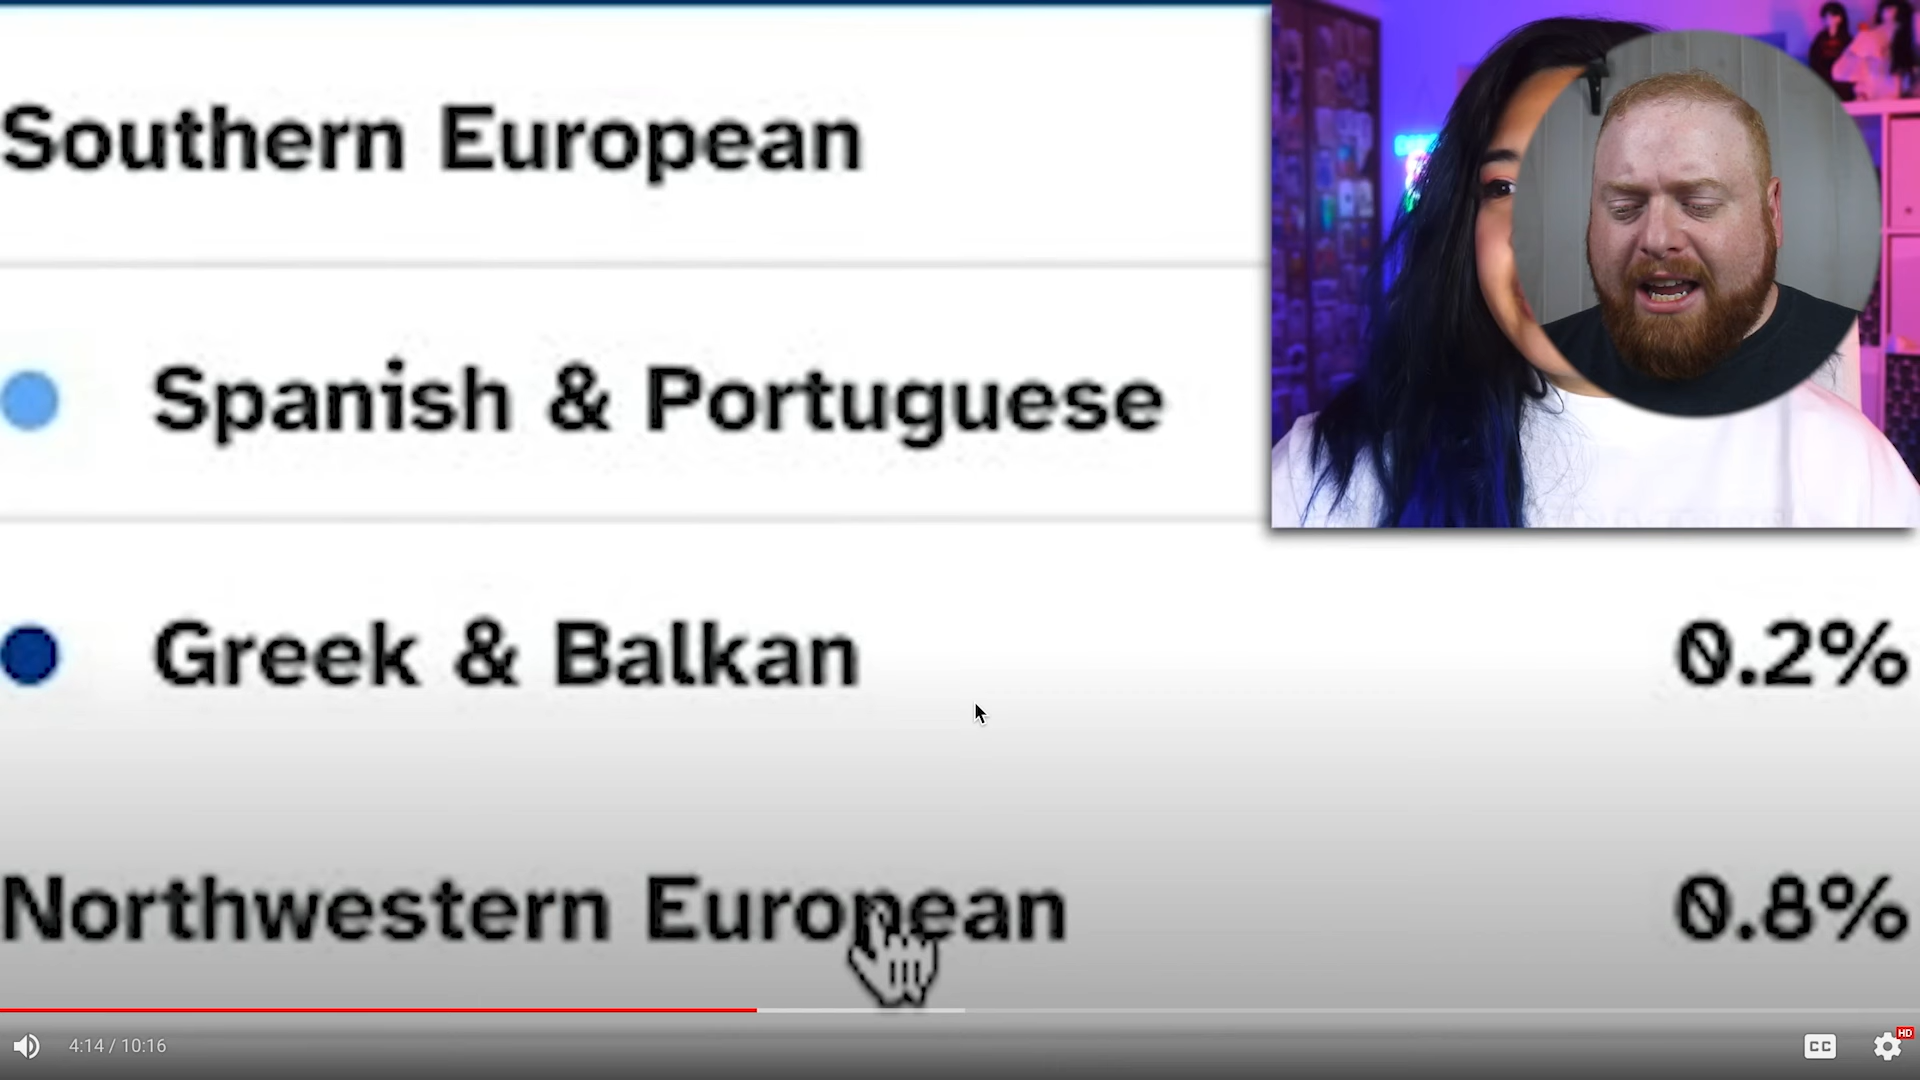 Southern European
Spanish & Portuguese
Greek & Balkan 0.2%
Northwestern European 0.8%
4:14 / 10:16
CC
HD